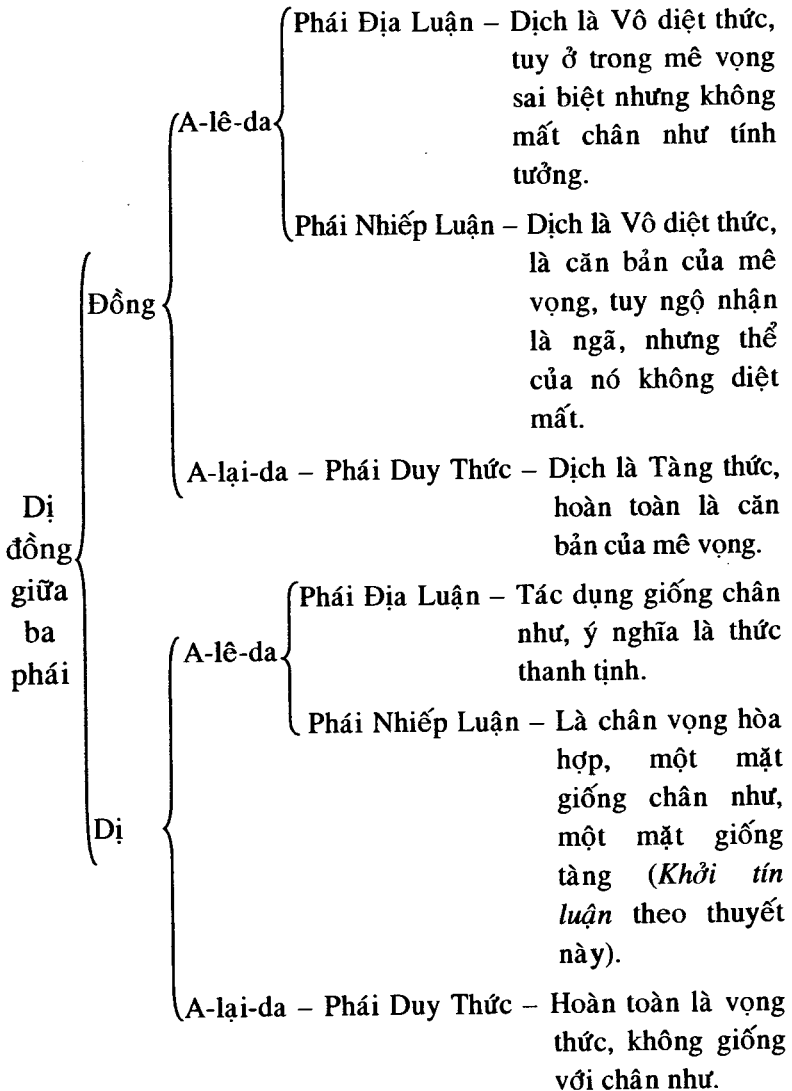 Phái Địa Luận – Dịch là Vô diệt thức,
tuy ở trong mê vọng
sai biệt nhưng không
mất chân như tính
tưởng.
A-lê-da
Phái Nhiếp Luận – Dịch là Vô diệt thức,
là căn bản của mê
vọng, tuy ngộ nhận
là ngã, nhưng thể
của nó không diệt
mất.
Đồng
A-lại-da – Phái Duy Thức – Dịch là Tàng thức,
hoàn toàn là căn
bản của mê vọng.
Dị
đồng
giữa
ba
phái
Phái Địa Luận – Tác dụng giống chân
như, ý nghĩa là thức
thanh tịnh.
A-lê-da
Phái Nhiếp Luận – Là chân vọng hòa
hợp, một mặt
giống chân như,
một mặt giống
tàng (Khởi tín
luận theo thuyết
này).
Dị
A-lại-da – Phái Duy Thức – Hoàn toàn là vọng
thức, không giống
với chân như.